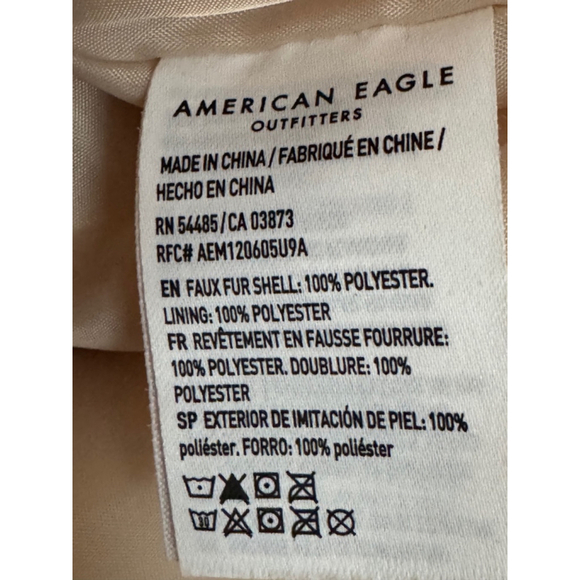 AMERICAN EAGLE
OUTFITTERS
MADE IN CHINA / FABRIQUÉ EN CHINE /
HECHO EN CHINA
RN 54485 / CA 03873
RFC# AEM120605U9A
EN FAUX FUR SHELL: 100% POLYESTER.
LINING: 100% POLYESTER
FR REVÊTEMENT EN FAUSSE FOURRURE:
100% POLYESTER. DOUBLURE: 100%
POLYESTER
SP EXTERIOR DE IMITACIÓN DE PIEL: 100%
poliéster. FORRO: 100% poliéster
30